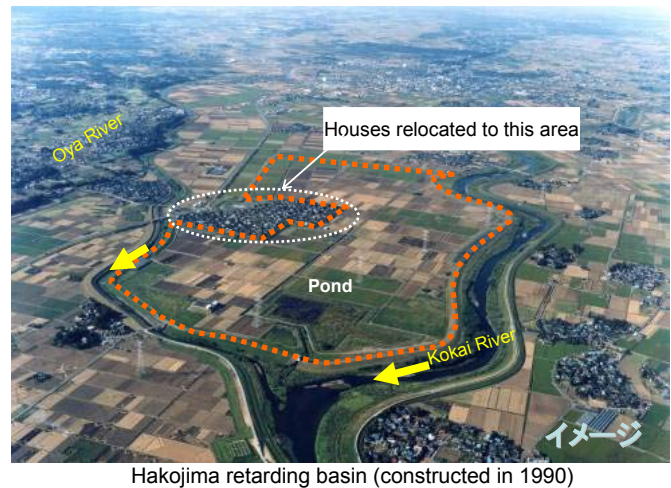 Houses relocated to this area
Oya River
Pond
Kokai River
イメージ
Hakojima retarding basin (constructed in 1990)